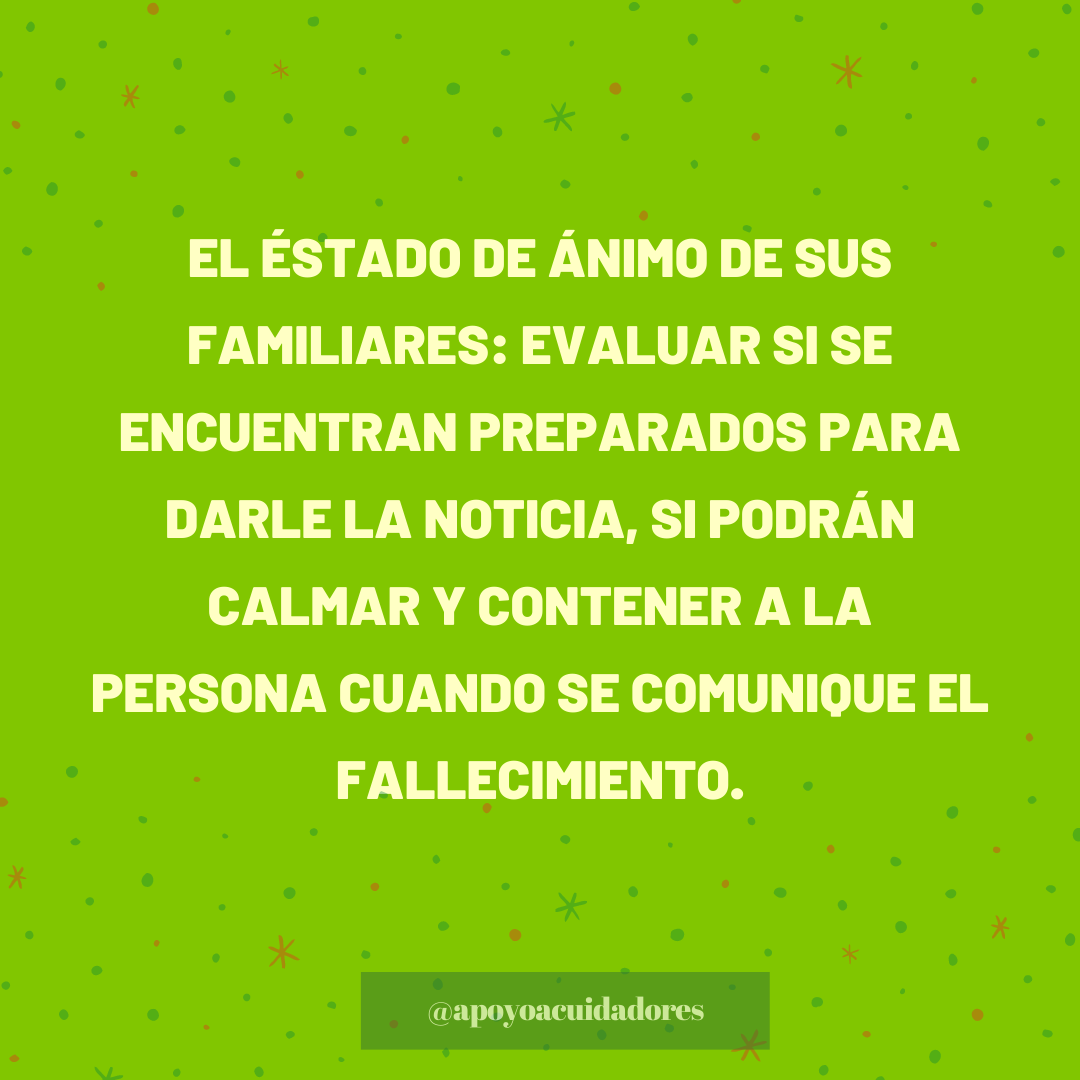 EL ÉSTADO DE ÁNIMO DE SUS
FAMILIARES: EVALUAR SI SE
ENCUENTRAN PREPARADOS PARA
DARLE LA NOTICIA, SI PODRÁN
CALMAR Y CONTENER A LA
PERSONA CUANDO SE COMUNIQUE EL
FALLECIMIENTO.
@apoyoacuidadores